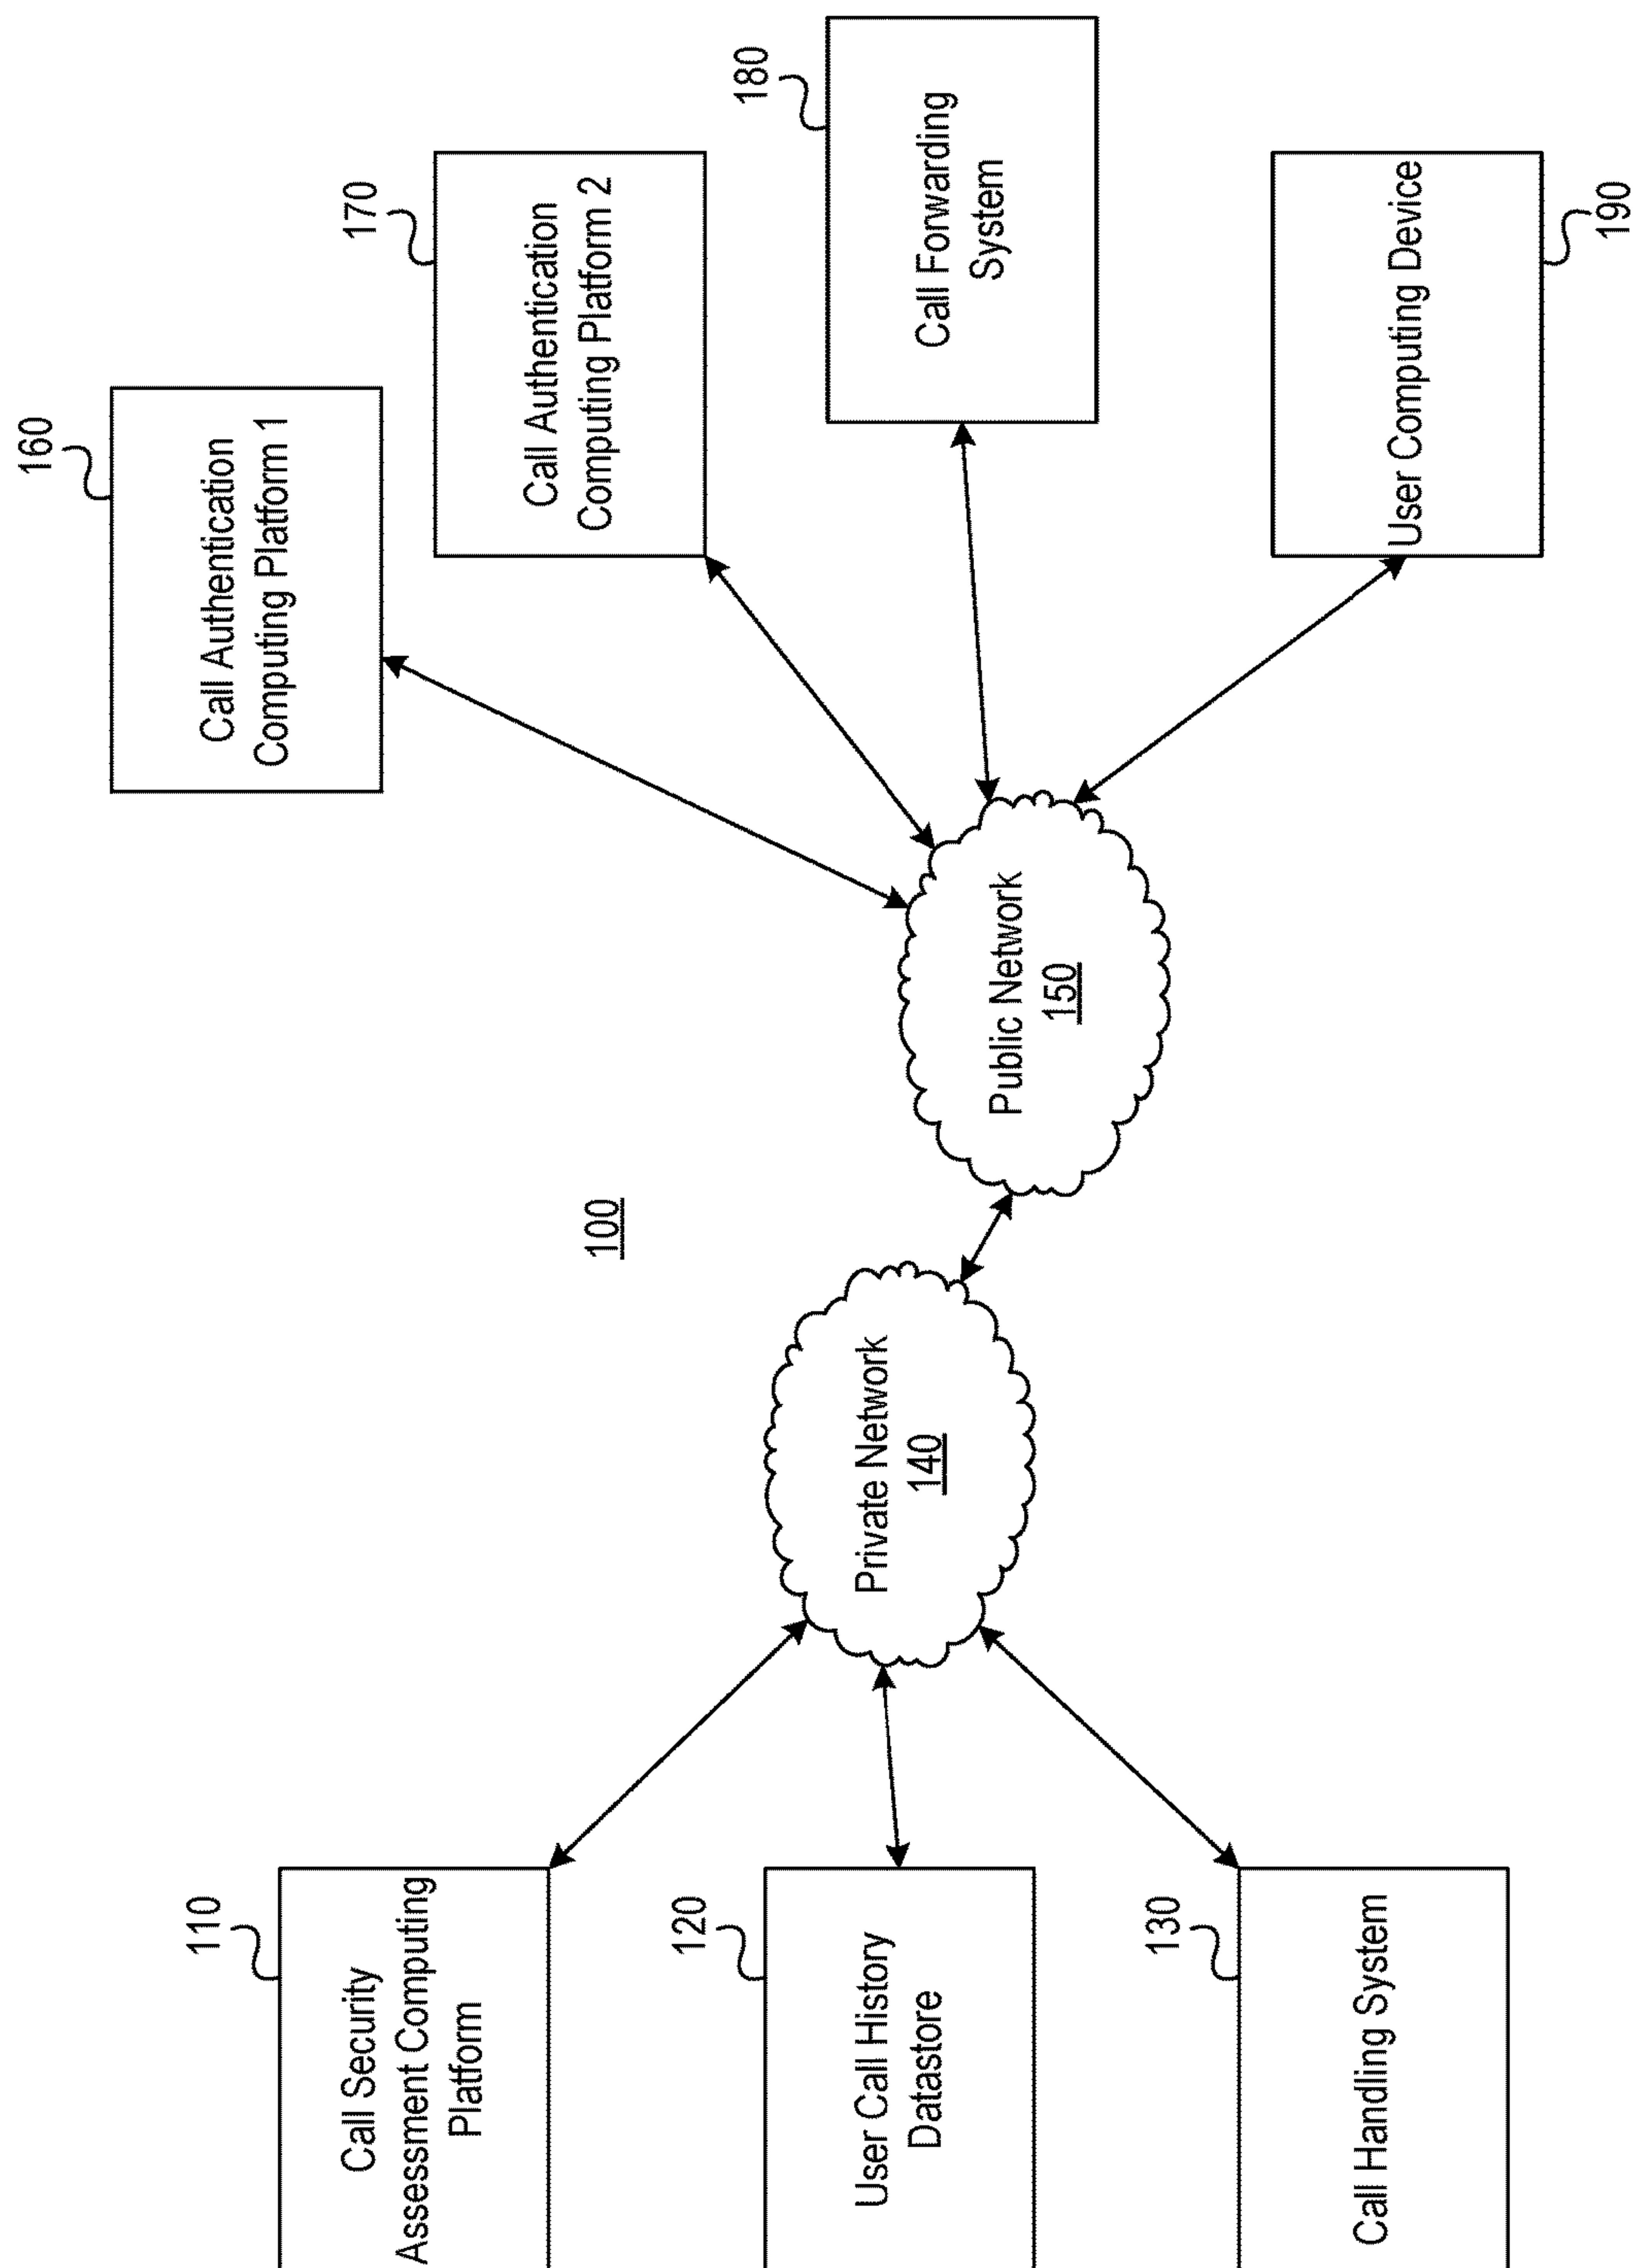 110
Call Security
Assessment Computing
Platform
120
User Call History
Datastore
130
Call Handling System
Private Network
140
100
Public Network
150
160
Call Authentication
Computing Platform 1
170
Call Authentication
Computing Platform 2
180
Call Forwarding
System
User Computing Device
190